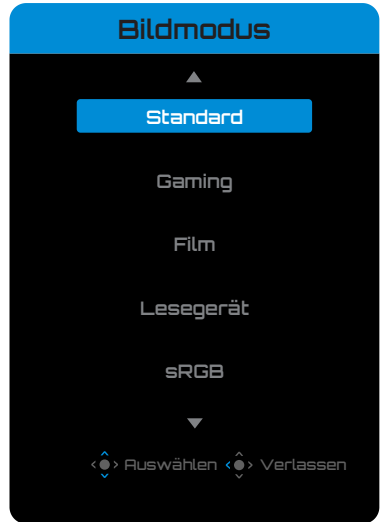 Bildmodus
Standard
Gaming
Film
Lesegerät
sRGB
Auswählen Verlassen